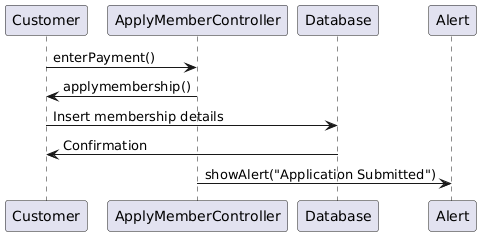 Customer ApplyMemberController Database Alert
enterPayment()
applymembership()
Insert membership details
Confirmation
showAlert("Application Submitted")
Customer ApplyMemberController Database Alert